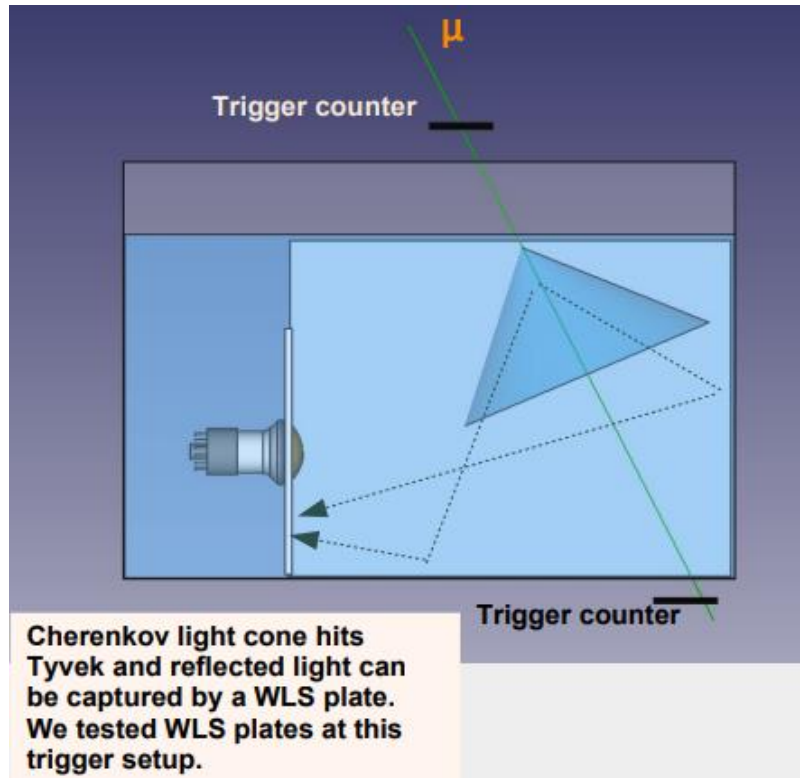 μ
Trigger counter
Trigger counter
Cherenkov light cone hits
Tyvek and reflected light can
be captured by a WLS plate.
We tested WLS plates at this
trigger setup.